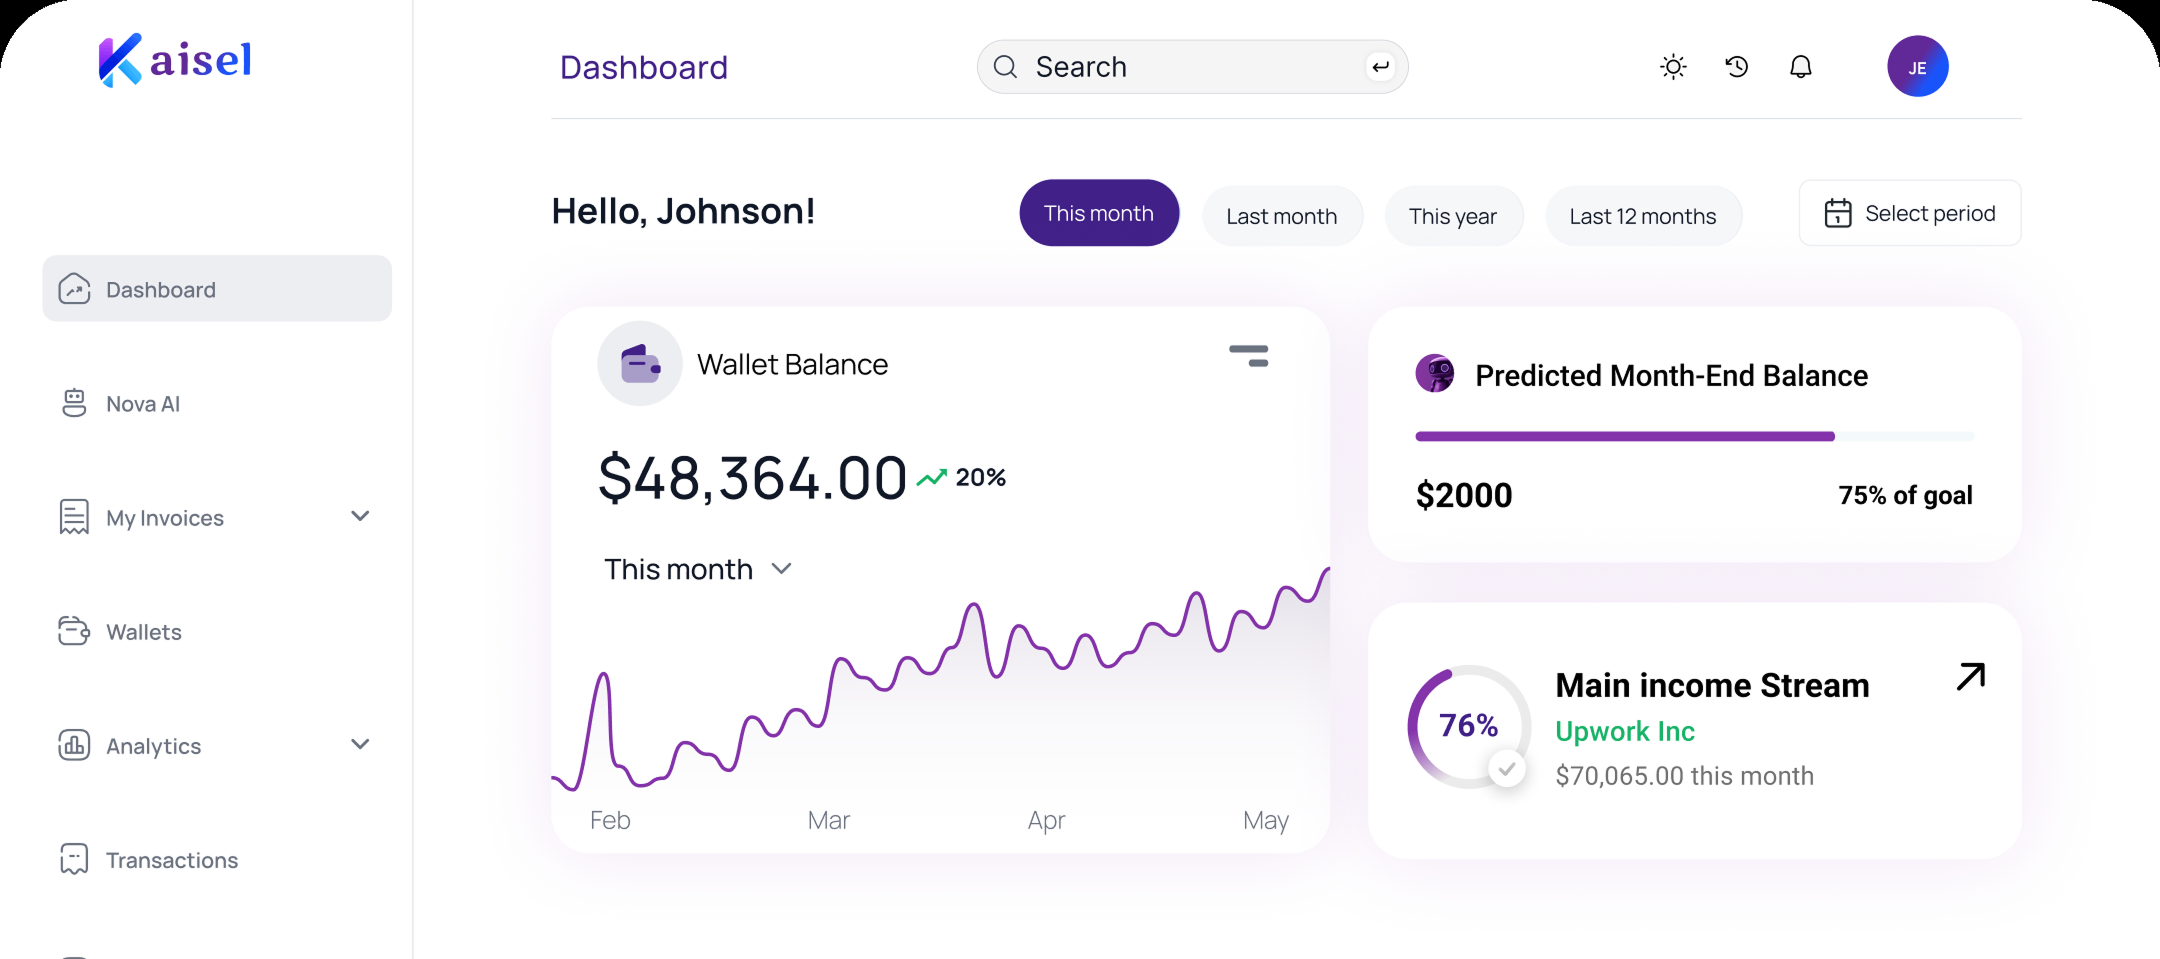 Kaisel
Dashboard
Search
JE
Hello, Johnson!
This month
Last month
This year
Last 12 months
1
Select period
Dashboard
Nova AI
My Invoices
Wallets
Analytics
Transactions
Wallet Balance
$48,364.00 20%
This month
Feb Mar Apr May
Predicted Month-End Balance
$2000 75% of goal
76%
Main income Stream
Upwork Inc
$70,065.00 this month